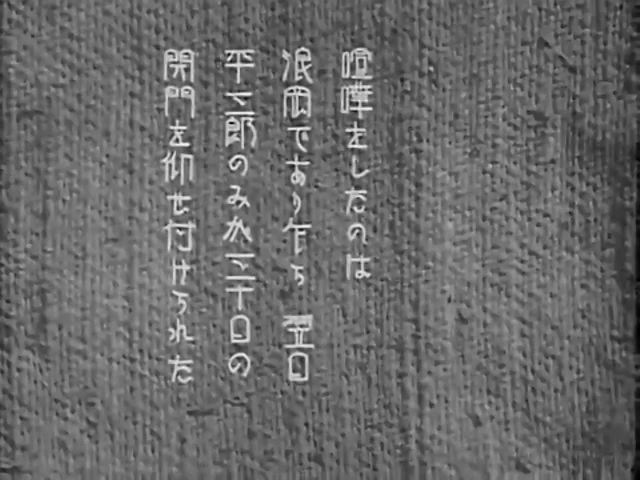 喧嘩をしたのは
浪岡であり乍ら　翌日
平三郎のみが三十日の
閉門を仰せ付けられた